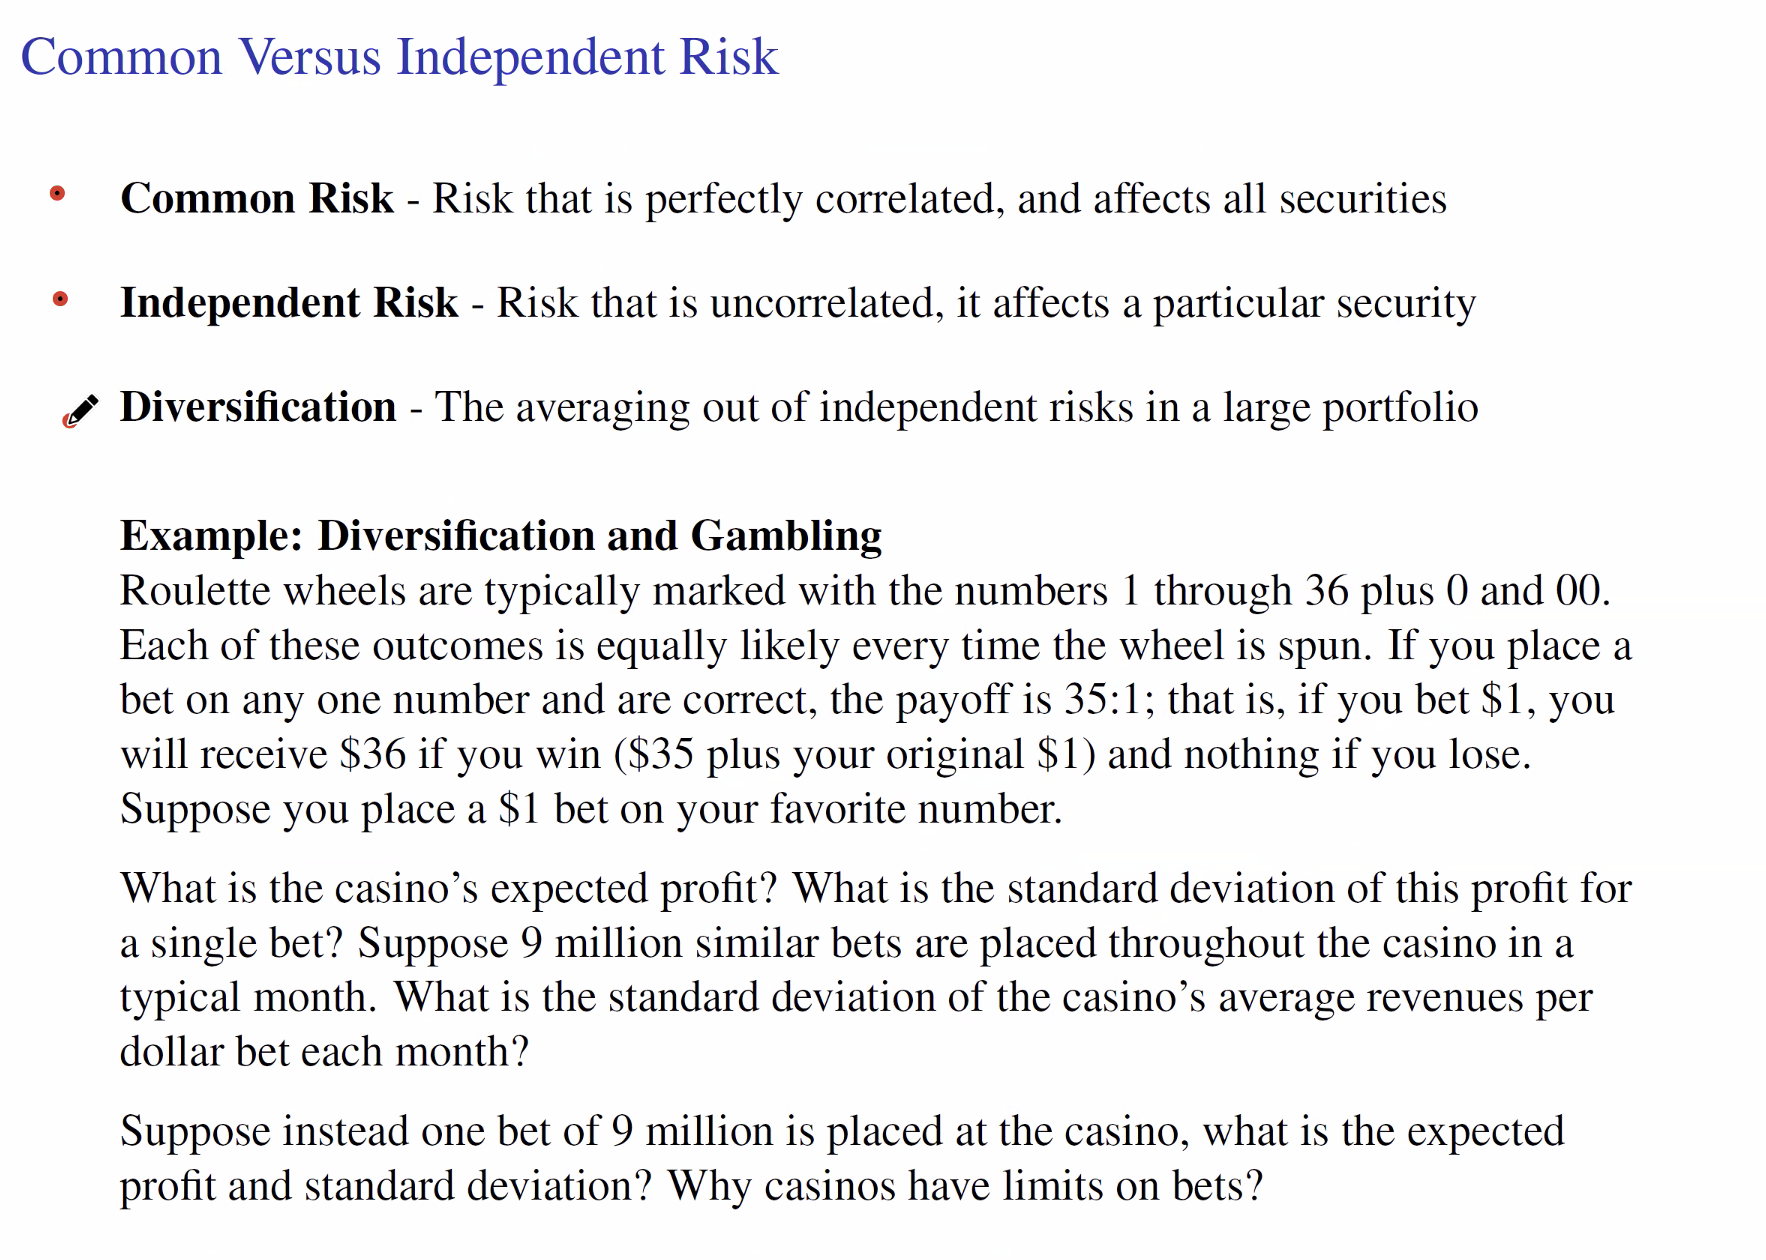 Common Versus Independent Risk
Common Risk - Risk that is perfectly correlated, and affects all securities
Independent Risk - Risk that is uncorrelated, it affects a particular security
Diversification - The averaging out of independent risks in a large portfolio
Example: Diversification and Gambling
Roulette wheels are typically marked with the numbers 1 through 36 plus 0 and 00.
Each of these outcomes is equally likely every time the wheel is spun. If you place a
bet on any one number and are correct, the payoff is 35:1; that is, if you bet $1, you
will receive $36 if you win ($35 plus your original $1) and nothing if you lose.
Suppose you place a $1 bet on your favorite number.
What is the casino's expected profit? What is the standard deviation of this profit for
a single bet? Suppose 9 million similar bets are placed throughout the casino in a
typical month. What is the standard deviation of the casino's average revenues per
dollar bet each month?
Suppose instead one bet of 9 million is placed at the casino, what is the expected
profit and standard deviation? Why casinos have limits on bets?